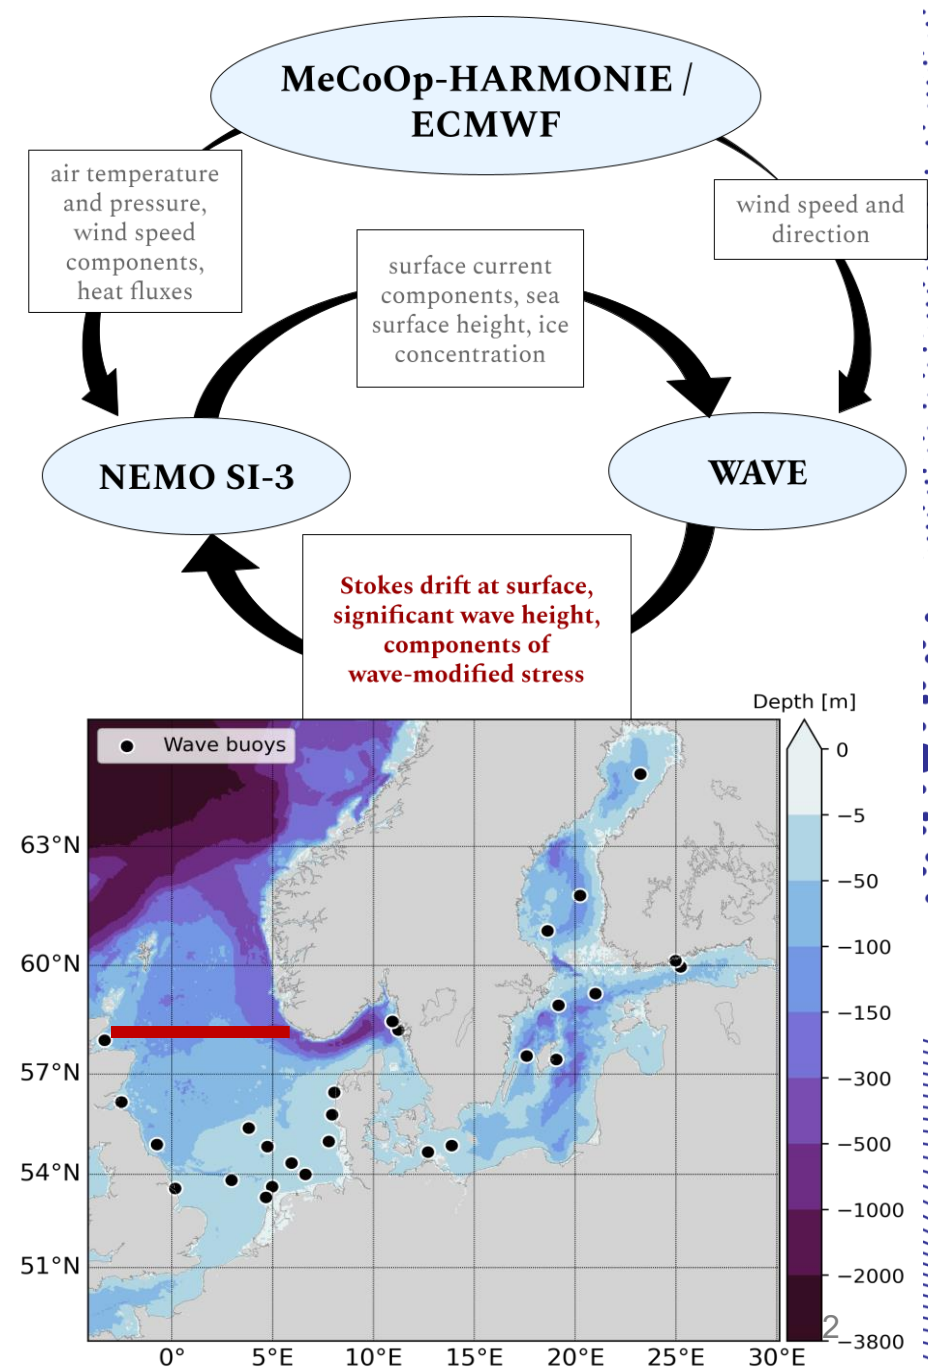 MeCoOp-HARMONIE /
ECMWF
air temperature
and pressure,
wind speed
components,
heat fluxes
wind speed and
direction
surface current
components, sea
surface height, ice
concentration
NEMO SI-3
WAVE
Stokes drift at surface,
significant wave height,
components of
wave-modified stress
Depth [m]
Wave buoys
0
−5
−50
−100
−150
−300
−500
−1000
−2000
−3800
2
63°N
60°N
57°N
54°N
51°N
0°
5°E
10°E
15°E
20°E
25°E
30°E